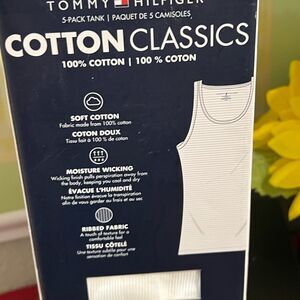 TOMMY HILFIGER
5-PACK TANK | PAQUET DE 5 CAMISOLES
COTTON CLASSICS
100% COTTON | 100 % COTON
SOFT COTTON
Fabric made from 100% cotton
COTON DOUX
Tissu fait à 100 % de coton
MOISTURE WICKING
Wicking finish pulls perspiration away from
the body, keeping you cool and dry
ÉVACUE L'HUMIDITÉ
Notre finition évacue la transpiration
afin de vous garder au frais et au sec
RIBBED FABRIC
A touch of texture for a
comfortable feel
TISSU CÔTELÉ
Une texture subtile pour une
sensation de confort